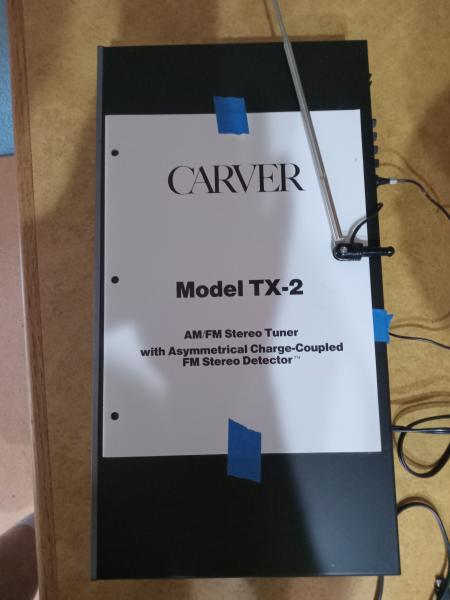 CARVER
Model TX-2
AM/FM Stereo Tuner
with Asymmetrical Charge-Coupled
FM Stereo Detector™